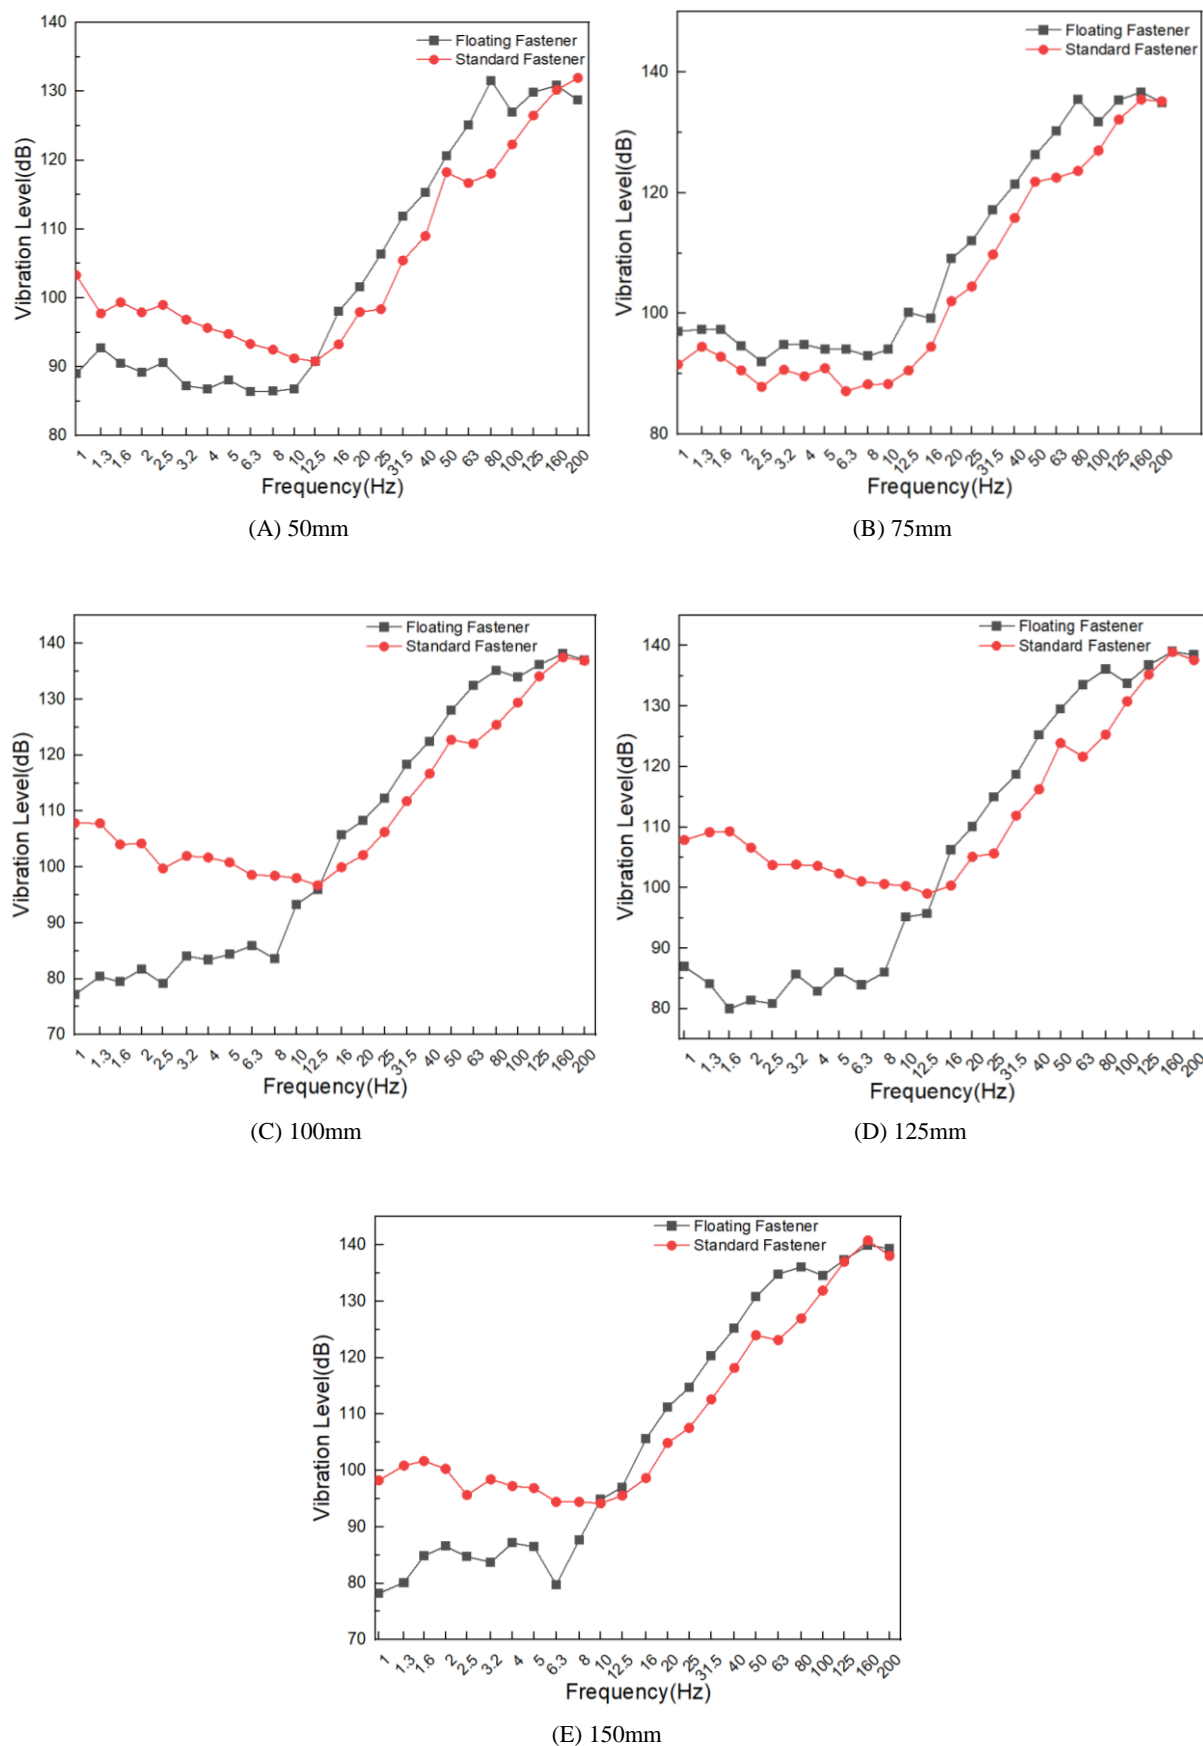 140
130
120
110
100
90
80
Vibration Level(dB)
Floating Fastener
Standard Fastener
1 1.3 1.6 2 2.5 3.2 4 5 6.3 8 10 12.5 16 20 25 31.5 40 50 63 80 100 125 160 200
Frequency(Hz)
(A) 50mm
140
120
100
80
Vibration Level(dB)
Floating Fastener
Standard Fastener
1 1.3 1.6 2 2.5 3.2 4 5 6.3 8 10 12.5 16 20 25 31.5 40 50 63 80 100 125 160 200
Frequency(Hz)
(B) 75mm
140
130
120
110
100
90
80
70
Vibration Level(dB)
Floating Fastener
Standard Fastener
1 1.3 1.6 2 2.5 3.2 4 5 6.3 8 10 12.5 16 20 25 31.5 40 50 63 80 100 125 160 200
Frequency(Hz)
(C) 100mm
140
130
120
110
100
90
80
Vibration Level(dB)
Floating Fastener
Standard Fastener
1 1.3 1.6 2 2.5 3.2 4 5 6.3 8 10 12.5 16 20 25 31.5 40 50 63 80 100 125 160 200
Frequency(Hz)
(D) 125mm
140
130
120
110
100
90
80
70
Vibration Level(dB)
Floating Fastener
Standard Fastener
1 1.3 1.6 2 2.5 3.2 4 5 6.3 8 10 12.5 16 20 25 31.5 40 50 63 80 100 125 160 200
Frequency(Hz)
(E) 150mm